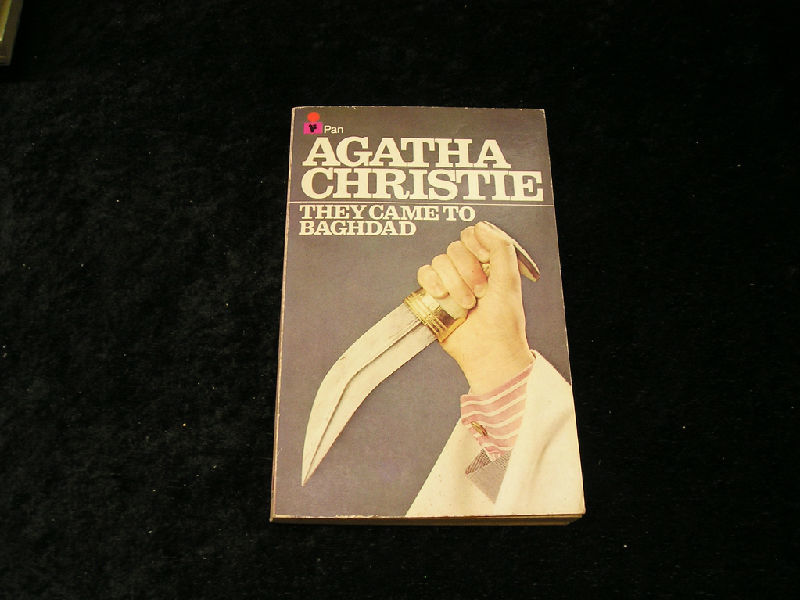 Pan
AGATHA
CHRISTIE
THEY CAME TO
BAGHDAD